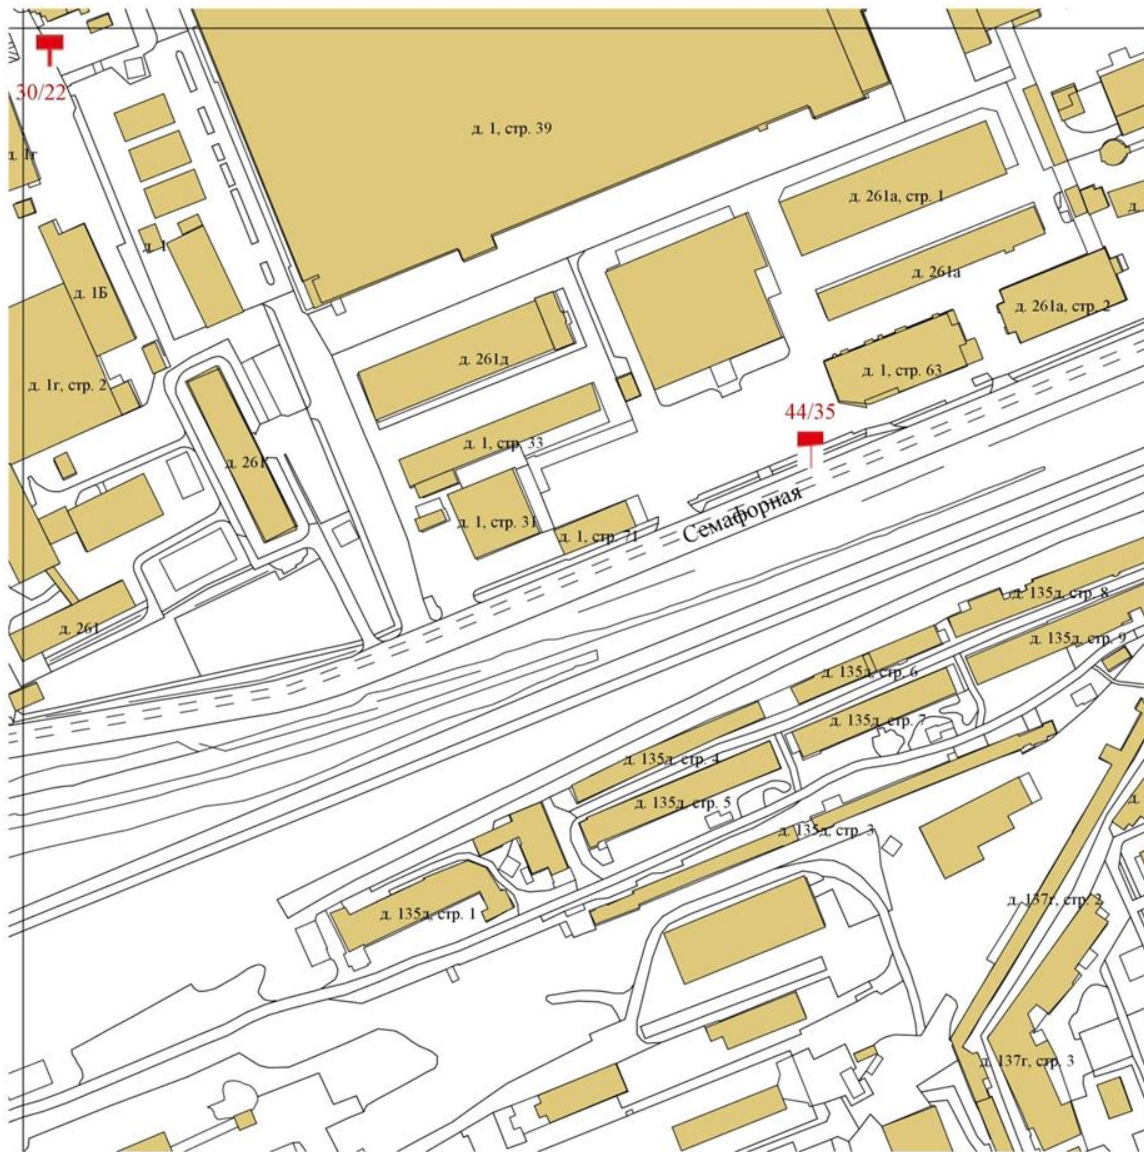 30/22
д. 1, стр. 39
д. 1г
д. 261а, стр. 1
д. 1
д. 261а
д. 1Б
д. 261а, стр. 2
д. 261д
д. 1, стр. 63
д. 1г, стр. 2
44/35
д. 1, стр. 33
д. 261
Семафорная
д. 1, стр. 31
д. 1, стр. 71
д. 135д, стр. 8
д. 261
д. 135д, стр. 9
д. 135д, стр. 6
д. 135д, стр. 7
д. 135д, стр. 4
д. 135д, стр. 5
д. 135д, стр. 3
д. 137г, стр. 2
д. 135д, стр. 1
д. 137г, стр. 3